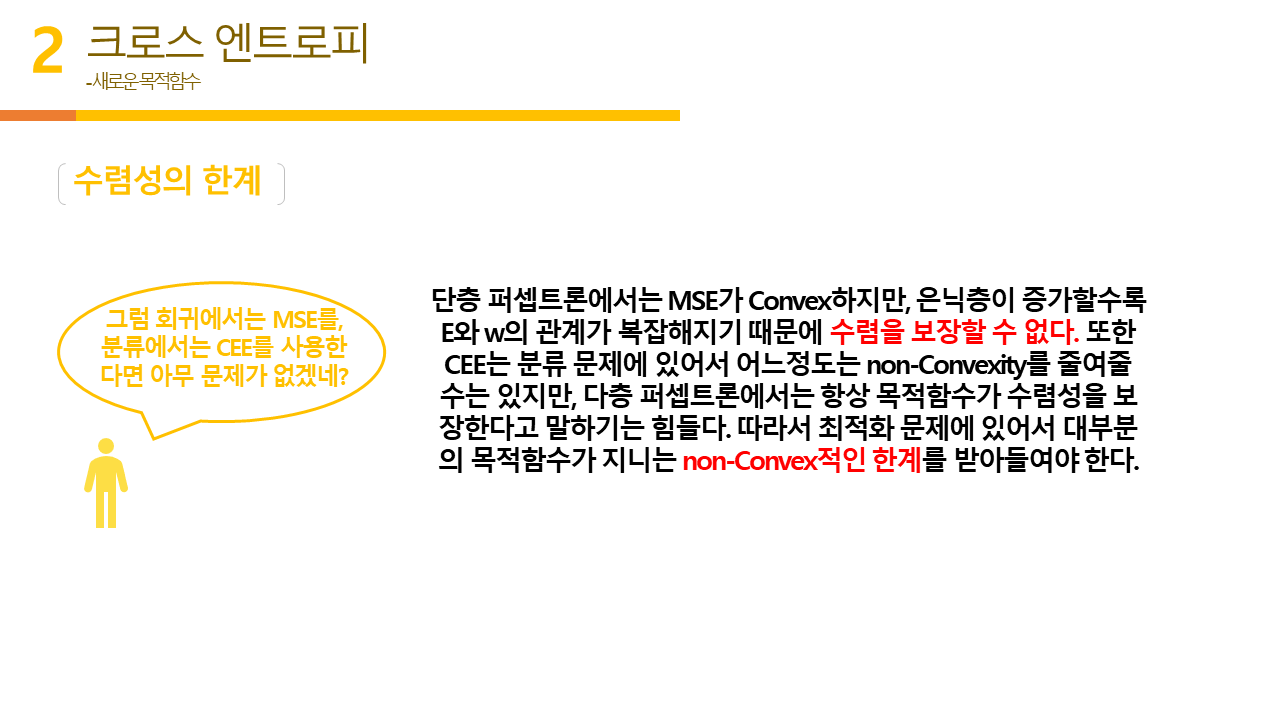 2
크로스 엔트로피
-새로운 목적함수
수렴성의 한계
그럼 회귀에서는 MSE를,
분류에서는 CEE를 사용한
다면 아무 문제가 없겠네?
단층 퍼셉트론에서는 MSE가 Convex하지만, 은닉층이 증가할수록
E와 w의 관계가 복잡해지기 때문에 수렴을 보장할 수 없다. 또한
CEE는 분류 문제에 있어서 어느정도는 non-Convexity를 줄여줄
수는 있지만, 다층 퍼셉트론에서는 항상 목적함수가 수렴성을 보
장한다고 말하기는 힘들다. 따라서 최적화 문제에 있어서 대부분
의 목적함수가 지니는 non-Convex적인 한계를 받아들여야 한다.